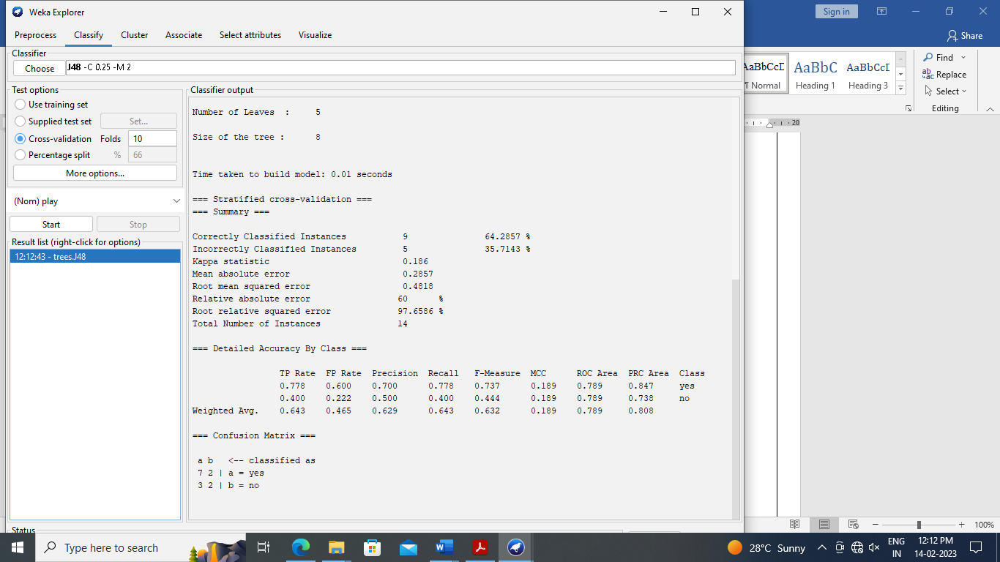 Weka Explorer
Preprocess Classify Cluster Associate Select attributes Visualize
Classifier
Choose J48 -C 0.25 -M 2
Test options
Use training set
Supplied test set Set...
Cross-validation Folds 10
Percentage split % 66
More options...
(Nom) play
Start Stop
Result list (right-click for options)
12:12:43 - trees.J48
Classifier output
Number of Leaves : 5
Size of the tree : 8
Time taken to build model: 0.01 seconds
=== Stratified cross-validation ===
=== Summary ===
Correctly Classified Instances 9 64.2857 %
Incorrectly Classified Instances 5 35.7143 %
Kappa statistic 0.186
Mean absolute error 0.2857
Root mean squared error 0.4818
Relative absolute error 60 %
Root relative squared error 97.6586 %
Total Number of Instances 14
=== Detailed Accuracy By Class ===
TP Rate FP Rate Precision Recall F-Measure MCC ROC Area PRC Area Class
0.778 0.600 0.700 0.778 0.737 0.189 0.789 0.847 yes
0.400 0.222 0.500 0.400 0.444 0.189 0.789 0.738 no
Weighted Avg. 0.643 0.465 0.629 0.643 0.632 0.189 0.789 0.808
=== Confusion Matrix ===
a b <-- classified as
7 2 | a = yes
3 2 | b = no
Status
Sign in
Share
AaBbCcI AaBbC AaBbCcI
¶ Normal Heading 1 Heading 3
Find
Replace
Select
Editing
20
100%
Type here to search
28°C Sunny
ENG
IN
12:12 PM
14-02-2023